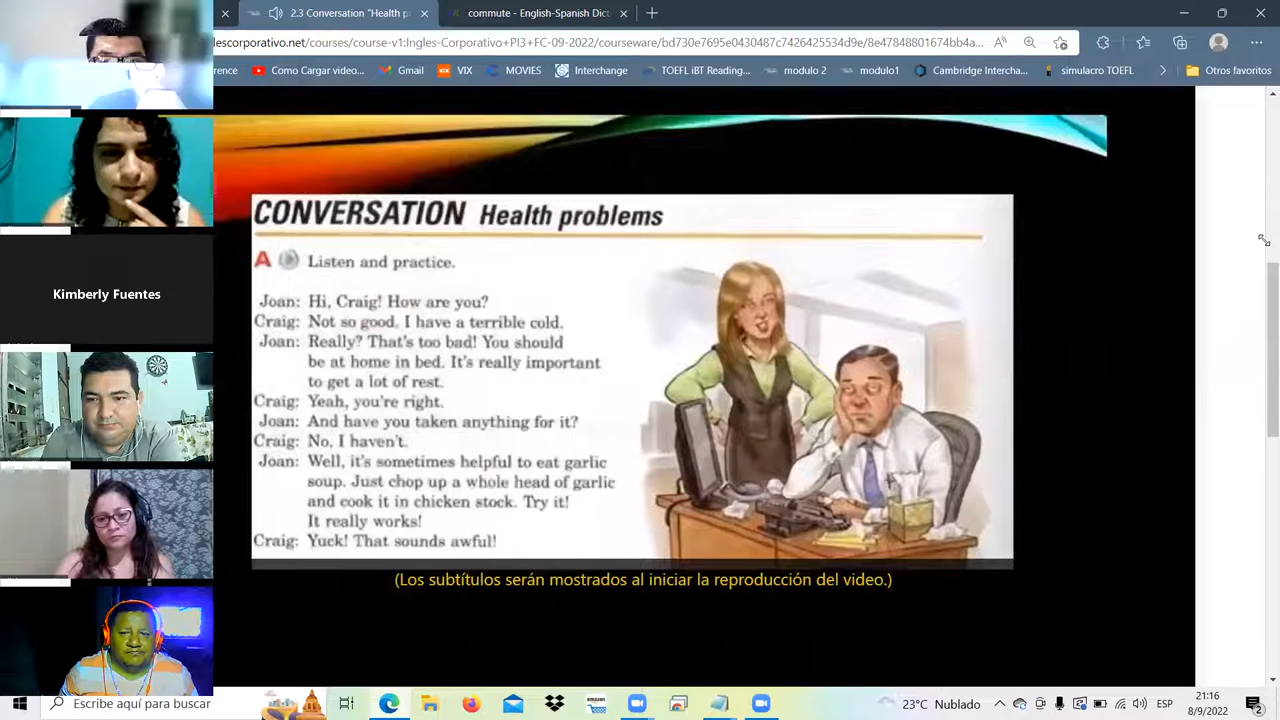 2.3 Conversation "Health p
commute - English-Spanish Dict
descorporativo.net/courses/course-v1:Ingles-Corporativo+PI3+FC-09-2022/courseware/bd730e7695e0430487c7426425534d9e/8e47848801674bb4a...
rence
Como Cargar video...
Gmail
VIX
MOVIES
Interchange
TOEFL iBT Reading...
modulo 2
modulo1
Cambridge Intercha...
simulacro TOEFL
Otros favoritos
Kimberly Fuentes
CONVERSATION Health problems
A Listen and practice.
Joan: Hi, Craig! How are you?
Craig: Not so good. I have a terrible cold.
Joan: Really? That's too bad! You should
be at home in bed. It's really important
to get a lot of rest.
Craig: Yeah, you're right.
Joan: And have you taken anything for it?
Craig: No, I haven't.
Joan: Well, it's sometimes helpful to eat garlic
soup. Just chop up a whole head of garlic
and cook it in chicken stock. Try it!
It really works!
Craig: Yuck! That sounds awful!
(Los subtítulos serán mostrados al iniciar la reproducción del video.)
Escribe aquí para buscar
amazon
23°C Nublado
ESP
21:16
8/9/2022
2